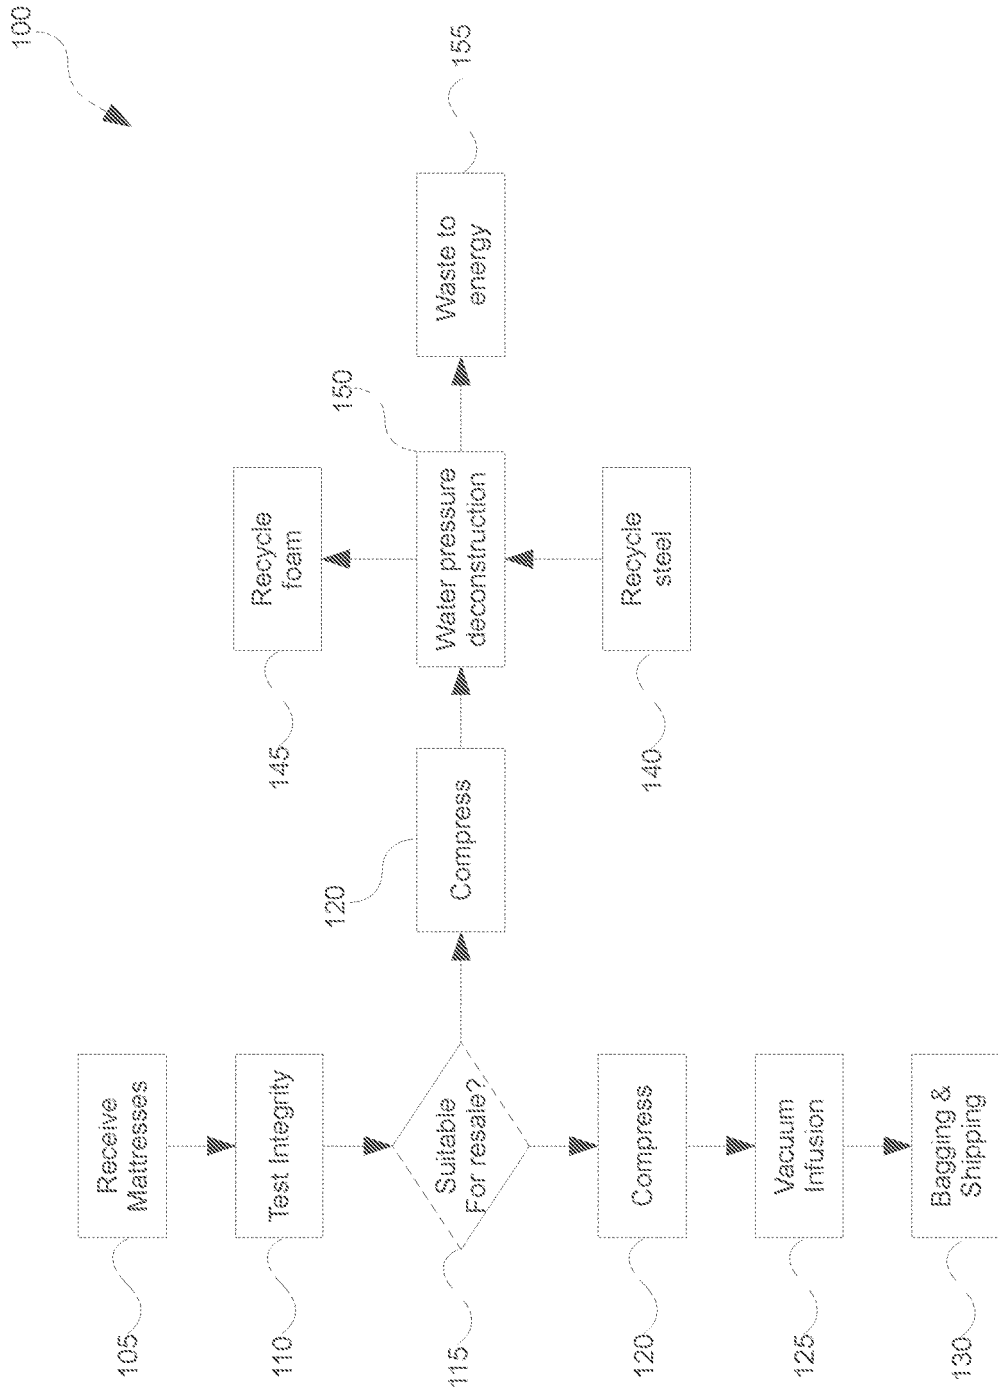 100
Receive
Mattresses
105
Test Integrity
110
Suitable
For resale?
115
Compress
120
Vacuum
Infusion
125
Bagging &
Shipping
130
Compress
120
Water pressure
deconstruction
150
Recycle
foam
145
Recycle
steel
140
Waste to
energy
155